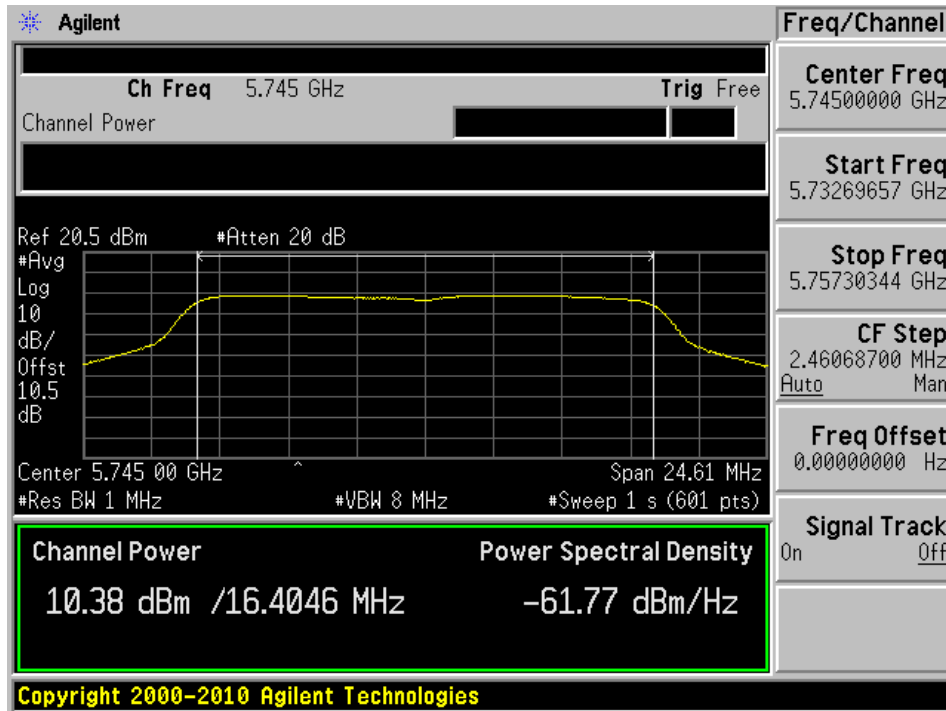 Agilent
Freq/Channel
Ch Freq 5.745 GHz Trig Free
Channel Power
Center Freq
5.74500000 GHz
Start Freq
5.73269657 GHz
Stop Freq
5.75730344 GHz
CF Step
2.46068700 MHz
Auto Man
Freq Offset
0.00000000 Hz
Signal Track
On Off
Ref 20.5 dBm #Atten 20 dB
#Avg
Log
10
dB/
Offst
10.5
dB
Center 5.745 00 GHz ^ Span 24.61 MHz
#Res BW 1 MHz #VBW 8 MHz #Sweep 1 s (601 pts)
Channel Power Power Spectral Density
10.38 dBm /16.4046 MHz -61.77 dBm/Hz
Copyright 2000-2010 Agilent Technologies